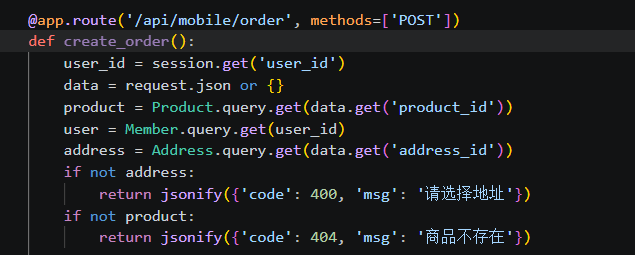 @app.route('/api/mobile/order', methods=['POST'])
def create_order():
    user_id = session.get('user_id')
    data = request.json or {}
    product = Product.query.get(data.get('product_id'))
    user = Member.query.get(user_id)
    address = Address.query.get(data.get('address_id'))
    if not address:
        return jsonify({'code': 400, 'msg': '请选择地址'})
    if not product:
        return jsonify({'code': 404, 'msg': '商品不存在'})